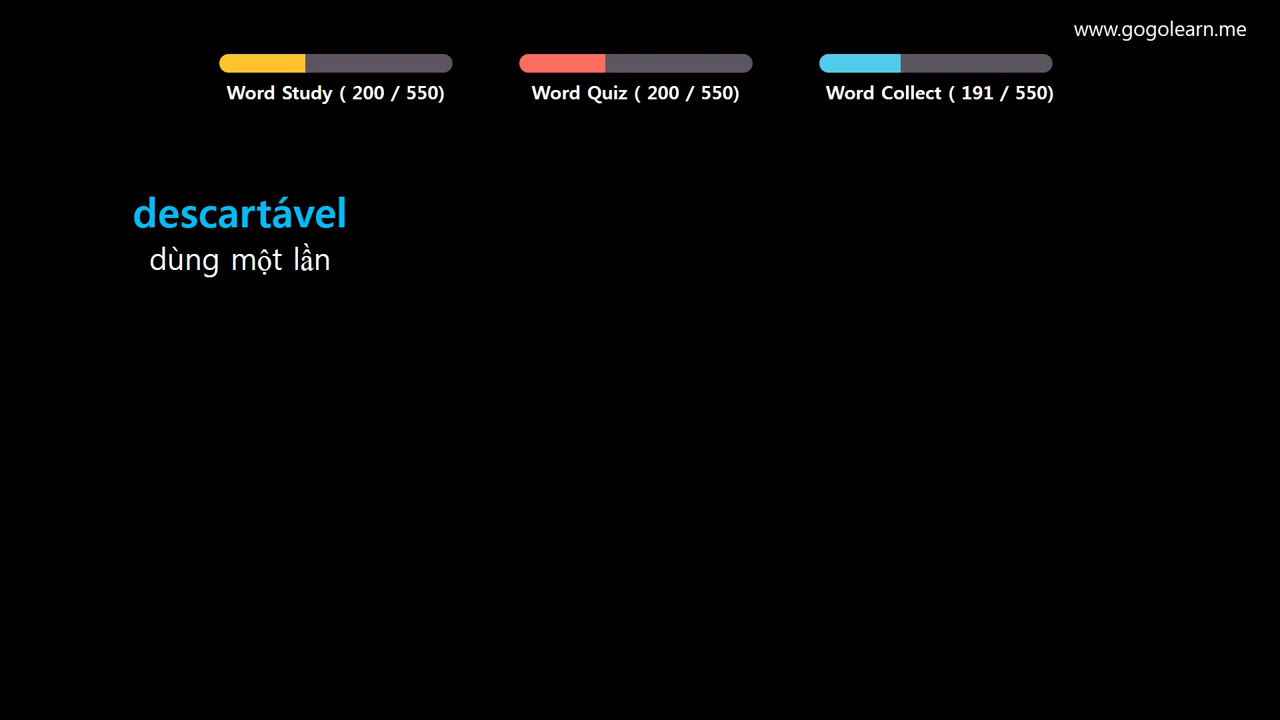 www.gogolearn.me
Word Study ( 200 / 550)
Word Quiz ( 200 / 550)
Word Collect ( 191 / 550)
descartável
dùng một lần